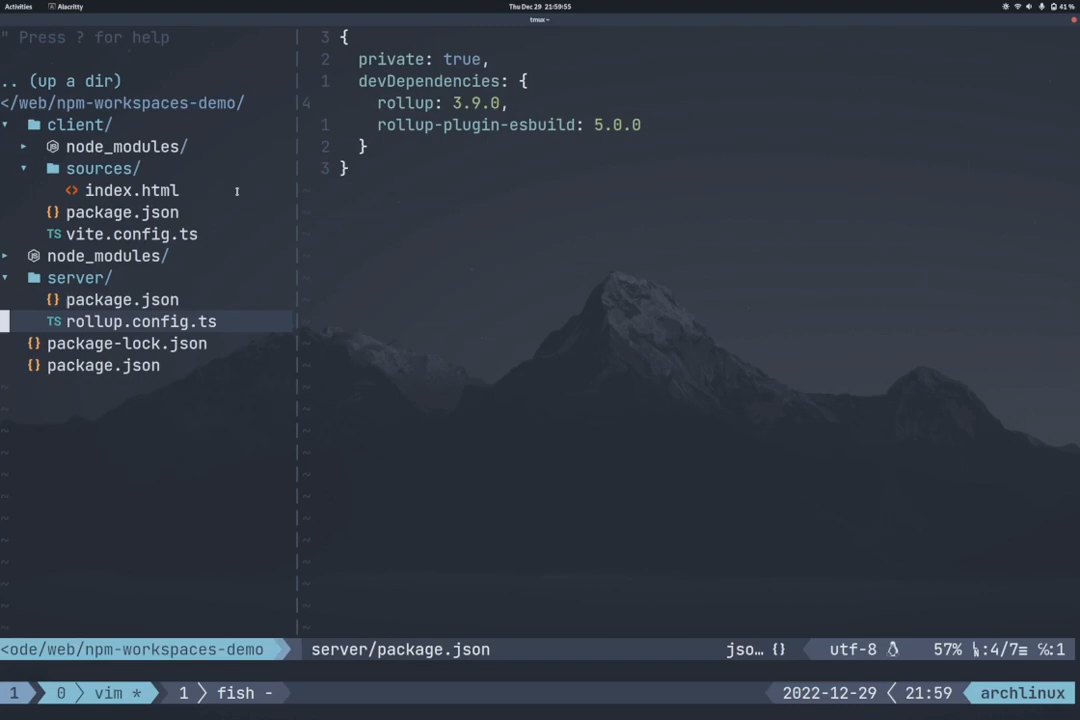 Activities Alacritty Thu Dec 29 21:59:55 41 %
tmux ~
" Press ? for help
.. (up a dir)
</web/npm-workspaces-demo/
▾ client/
▸ node_modules/
▾ sources/
<> index.html
{} package.json
TS vite.config.ts
▸ node_modules/
▾ server/
{} package.json
TS rollup.config.ts
{} package-lock.json
{} package.json
3 {
2 private: true,
1 devDependencies: {
4 rollup: 3.9.0,
1 rollup-plugin-esbuild: 5.0.0
2 }
3 }
<ode/web/npm-workspaces-demo server/package.json jso… {} utf-8 57% ㏑:4/7≡ ℅:1
1 0 vim * 1 fish - 2022-12-29 21:59 archlinux